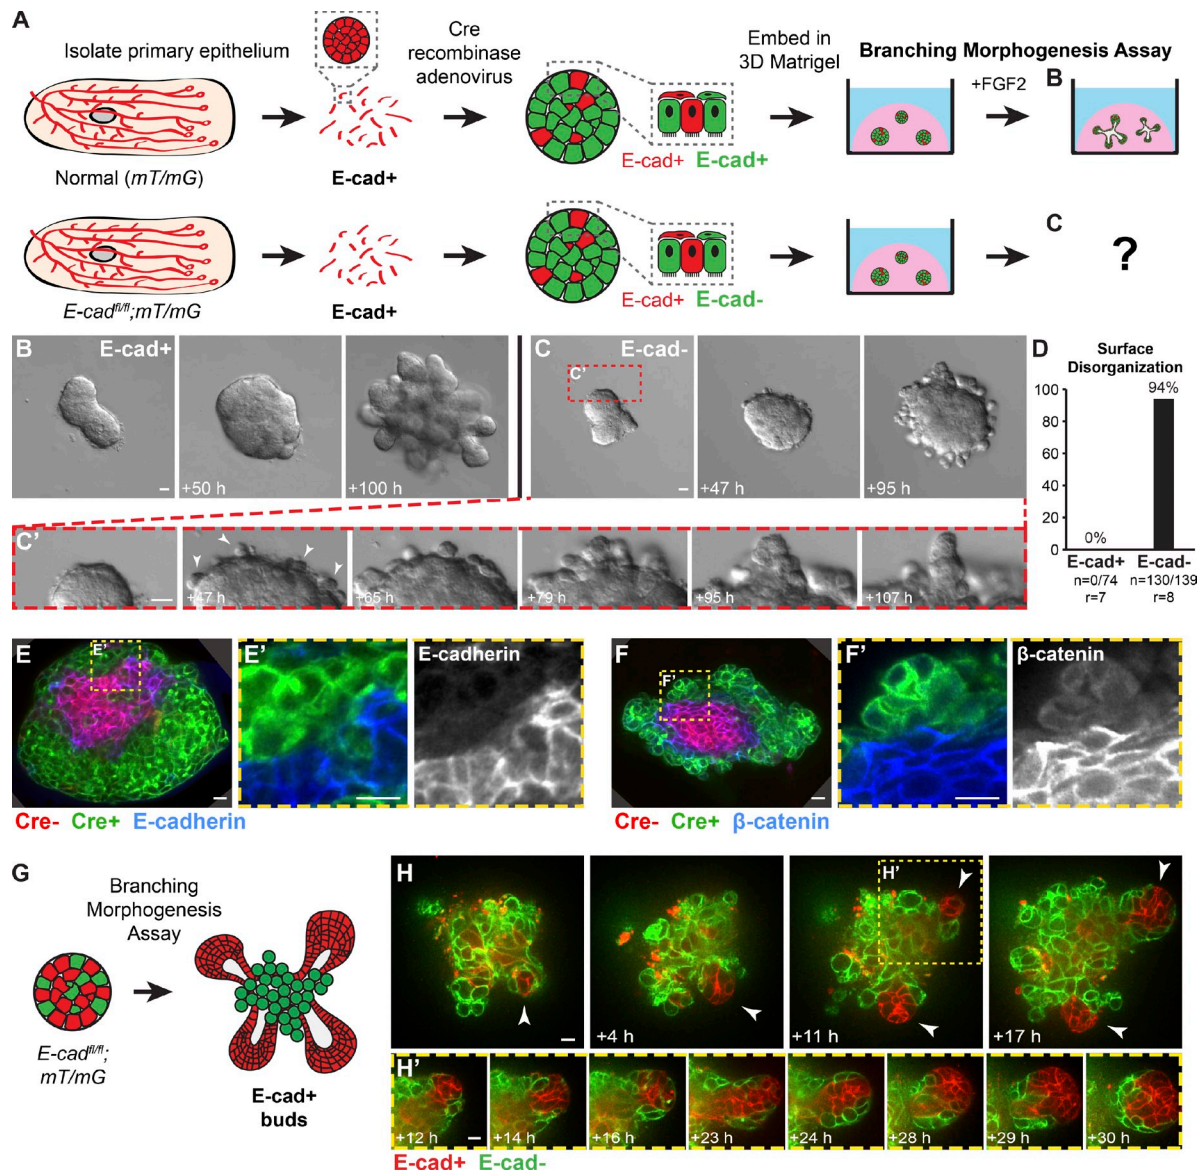 A
Isolate primary epithelium
Cre
recombinase
adenovirus
Embed in
3D Matrigel
Branching Morphogenesis Assay
+FGF2
B
Normal (mT/mG)
E-cad+
E-cad+ E-cad+
E-cadfl/fl;mT/mG
E-cad+
E-cad+ E-cad-
C
?
B
E-cad+
+50 h
+100 h
C
E-cad-
C'
+47 h
+95 h
D
Surface
Disorganization
100
80
60
40
20
0
0%
94%
E-cad+ E-cad-
n=0/74 n=130/139
r=7 r=8
C'
+47 h
+65 h
+79 h
+95 h
+107 h
E
E'
E'
E-cadherin
Cre- Cre+ E-cadherin
F
F'
F'
β-catenin
Cre- Cre+ β-catenin
G
Branching
Morphogenesis
Assay
E-cadfl/fl;
mT/mG
E-cad+
buds
H
+4 h
H'
+11 h
+17 h
H'
+12 h
+14 h
+16 h
+23 h
+24 h
+28 h
+29 h
+30 h
E-cad+ E-cad-